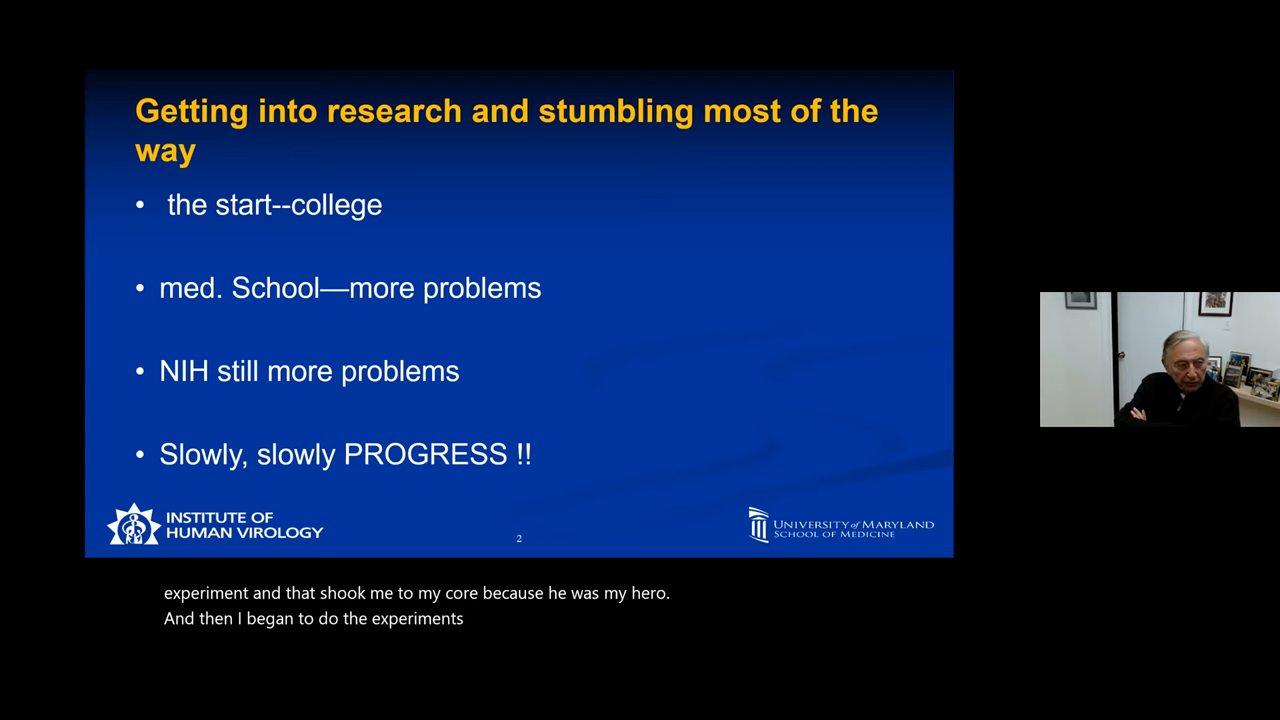 Getting into research and stumbling most of the
way
• the start--college
• med. School—more problems
• NIH still more problems
• Slowly, slowly PROGRESS !!
INSTITUTE OF
HUMAN VIROLOGY
2
UNIVERSITY of MARYLAND
SCHOOL OF MEDICINE
experiment and that shook me to my core because he was my hero.
And then I began to do the experiments